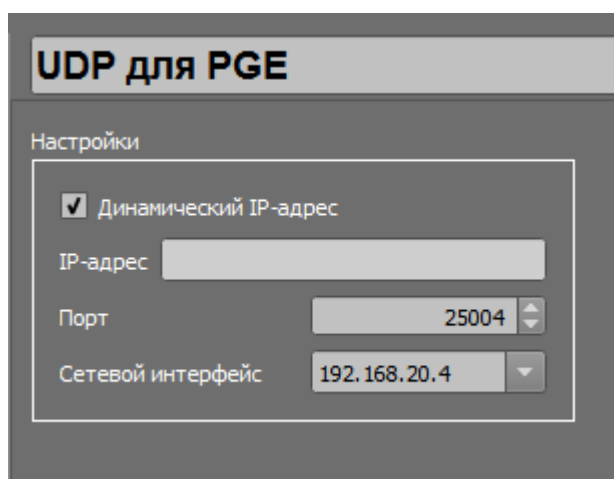 UDP для PGE
Настройки
Динамический IP-адрес
IP-адрес
Порт 25004
Сетевой интерфейс 192.168.20.4